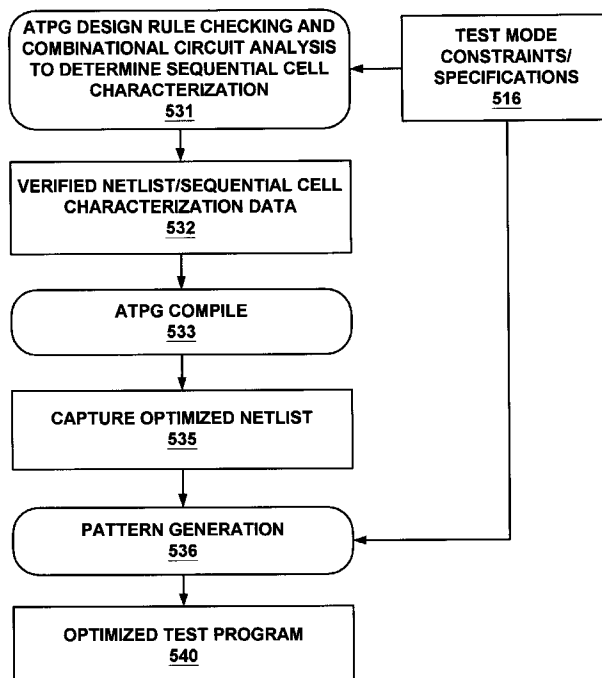 ATPG DESIGN RULE CHECKING AND
COMBINATIONAL CIRCUIT ANALYSIS
TO DETERMINE SEQUENTIAL CELL
CHARACTERIZATION
531
TEST MODE
CONSTRAINTS/
SPECIFICATIONS
516
VERIFIED NETLIST/SEQUENTIAL CELL
CHARACTERIZATION DATA
532
ATPG COMPILE
533
CAPTURE OPTIMIZED NETLIST
535
PATTERN GENERATION
536
OPTIMIZED TEST PROGRAM
540